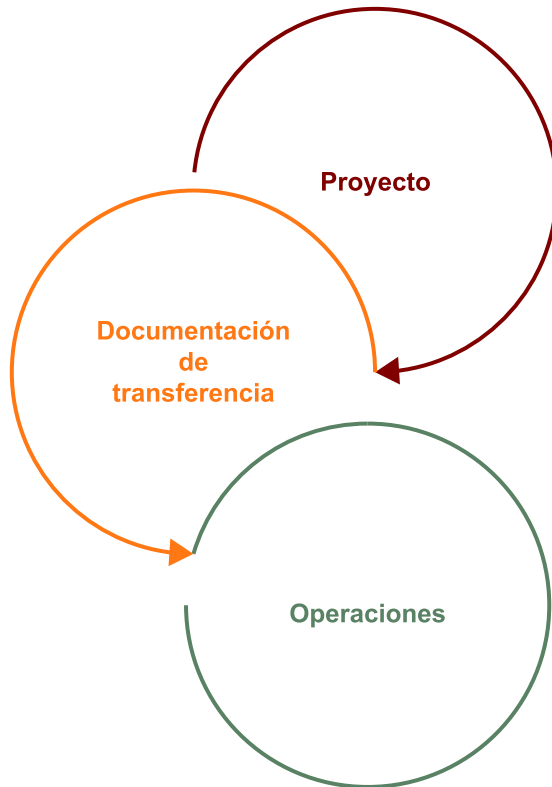 Proyecto
Documentación
de
transferencia
Operaciones